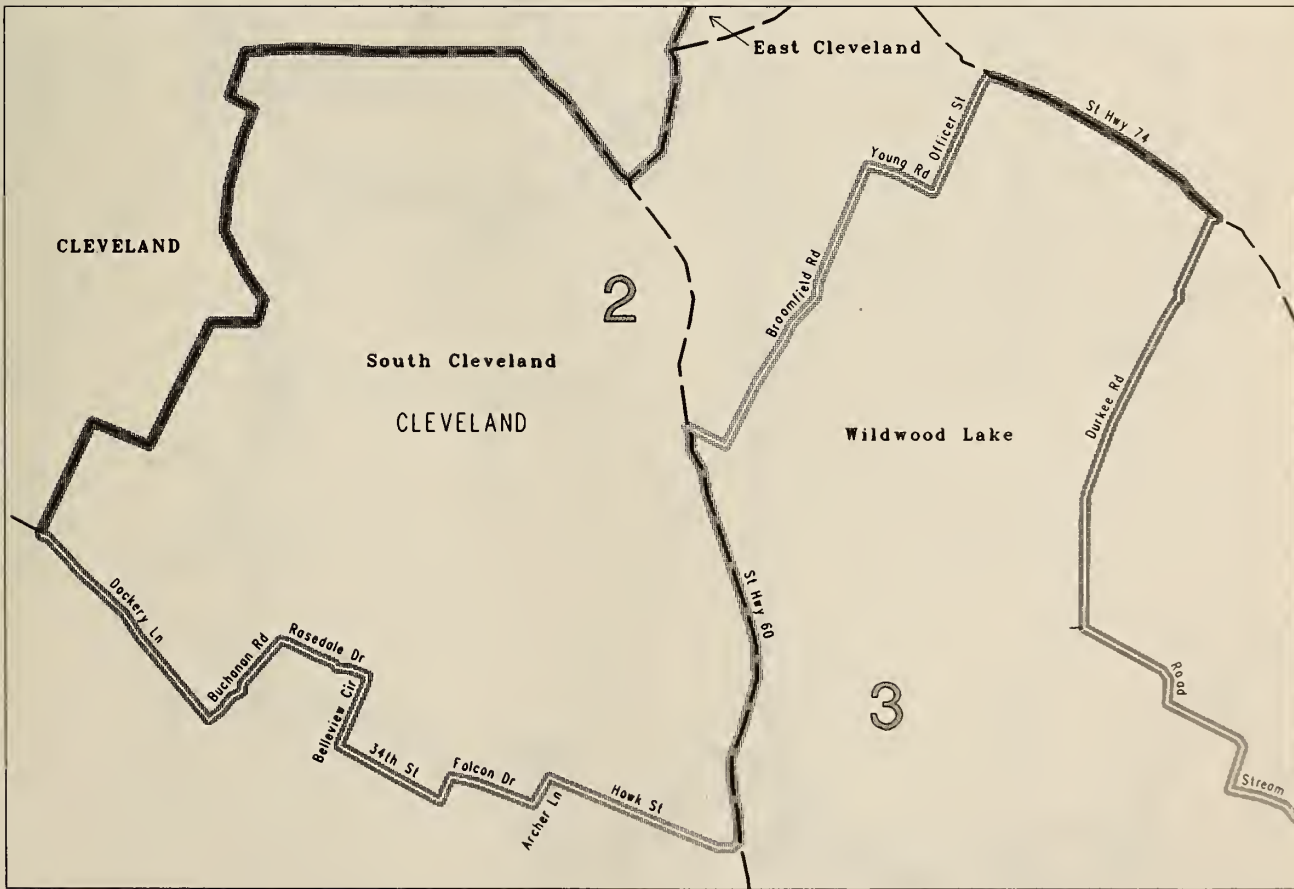 East Cleveland
St Hwy 74
Officer St
Young Rd
CLEVELAND
2
Broomfield Rd
South Cleveland
CLEVELAND
Wildwood Lake
Durkee Rd
St Hwy 60
Dockery Ln
Buchanan Rd
Rosedale Dr
Belleview Cir
34th St
Folcon Dr
Archer Ln
Howk St
3
Road
Stream